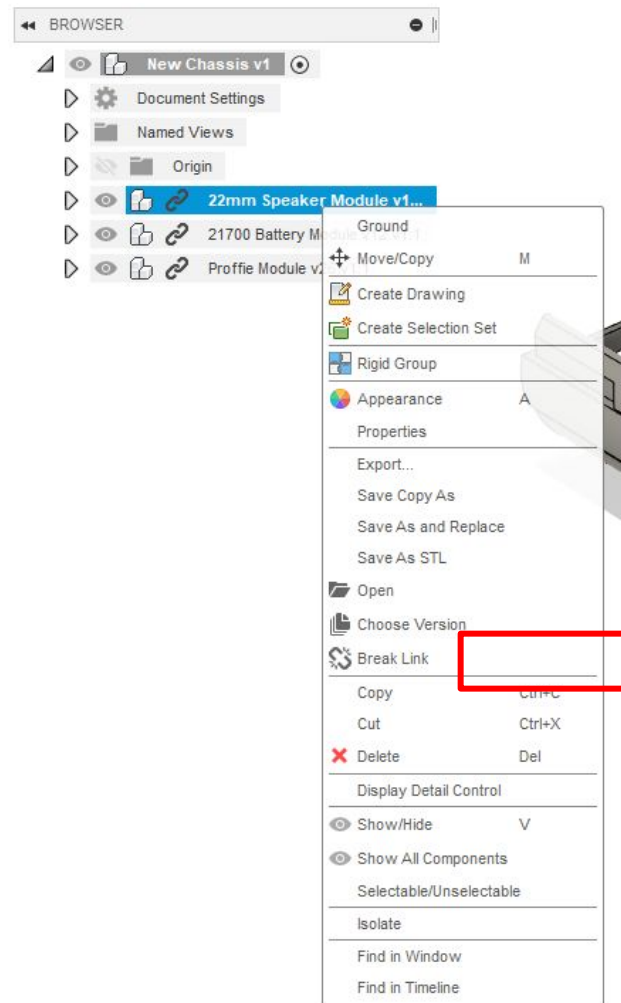 BROWSER
New Chassis v1
Document Settings
Named Views
Origin
22mm Speaker Module v1...
21700 Battery M
Proffie Module v2
Ground
Move/Copy M
Create Drawing
Create Selection Set
Rigid Group
Appearance A
Properties
Export...
Save Copy As
Save As and Replace
Save As STL
Open
Choose Version
Break Link
Copy Ctrl+C
Cut Ctrl+X
Delete Del
Display Detail Control
Show/Hide V
Show All Components
Selectable/Unselectable
Isolate
Find in Window
Find in Timeline